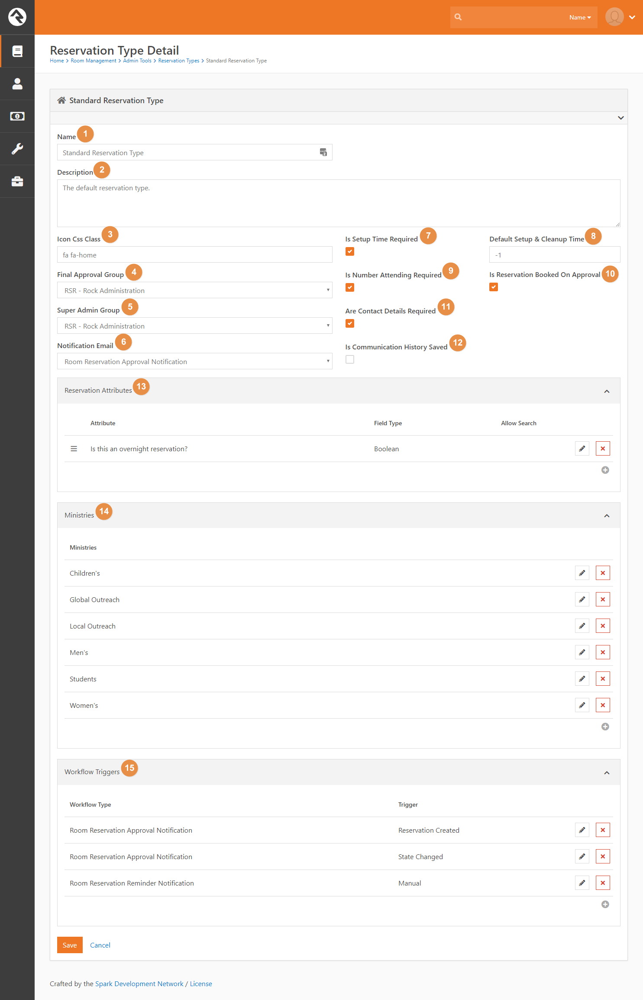 Name
Reservation Type Detail
Home > Room Management > Admin Tools > Reservation Types > Standard Reservation Type
Standard Reservation Type
Name 1
Standard Reservation Type
Description 2
The default reservation type.
Icon Css Class 3
fa fa-home
Is Setup Time Required 7
Default Setup & Cleanup Time 8
-1
Final Approval Group 4
RSR - Rock Administration
Is Number Attending Required 9
Is Reservation Booked On Approval 10
Super Admin Group 5
RSR - Rock Administration
Are Contact Details Required 11
Notification Email 6
Room Reservation Approval Notification
Is Communication History Saved 12
Reservation Attributes 13
Attribute Field Type Allow Search
Is this an overnight reservation? Boolean
Ministries 14
Ministries
Children's
Global Outreach
Local Outreach
Men's
Students
Women's
Workflow Triggers 15
Workflow Type Trigger
Room Reservation Approval Notification Reservation Created
Room Reservation Approval Notification State Changed
Room Reservation Reminder Notification Manual
Save Cancel
Crafted by the Spark Development Network / License